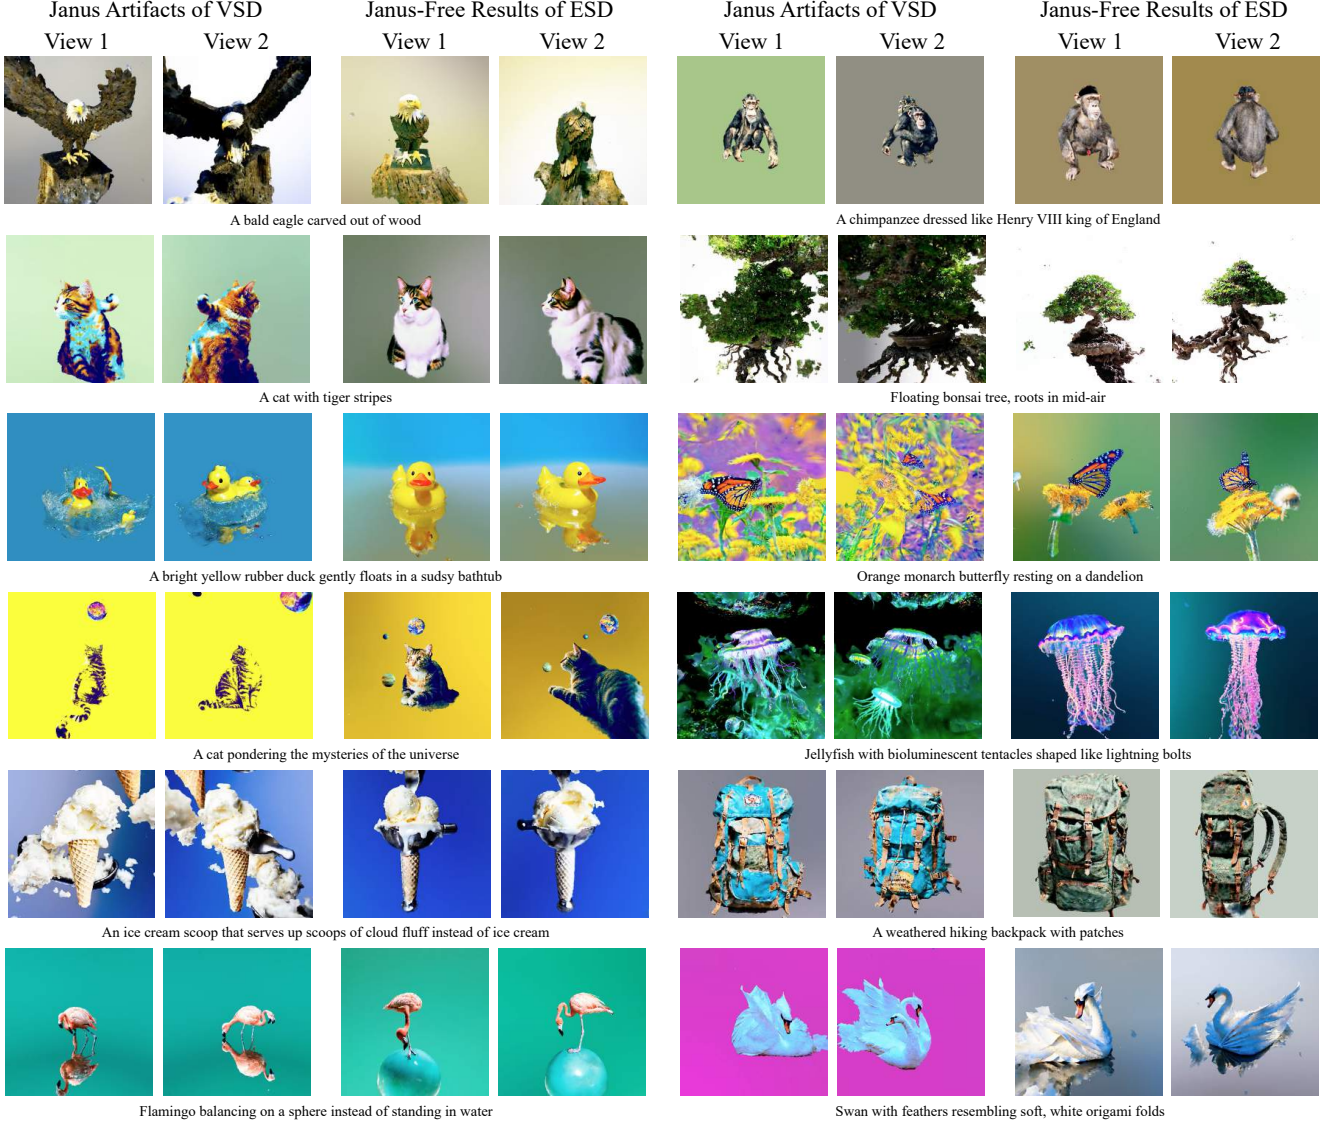 Janus Artifacts of VSD Janus-Free Results of ESD Janus Artifacts of VSD Janus-Free Results of ESD
View 1 View 2 View 1 View 2 View 1 View 2 View 1 View 2
A bald eagle carved out of wood A chimpanzee dressed like Henry VIII king of England
A cat with tiger stripes Floating bonsai tree, roots in mid-air
A bright yellow rubber duck gently floats in a sudsy bathtub Orange monarch butterfly resting on a dandelion
A cat pondering the mysteries of the universe Jellyfish with bioluminescent tentacles shaped like lightning bolts
An ice cream scoop that serves up scoops of cloud fluff instead of ice cream A weathered hiking backpack with patches
Flamingo balancing on a sphere instead of standing in water Swan with feathers resembling soft, white origami folds